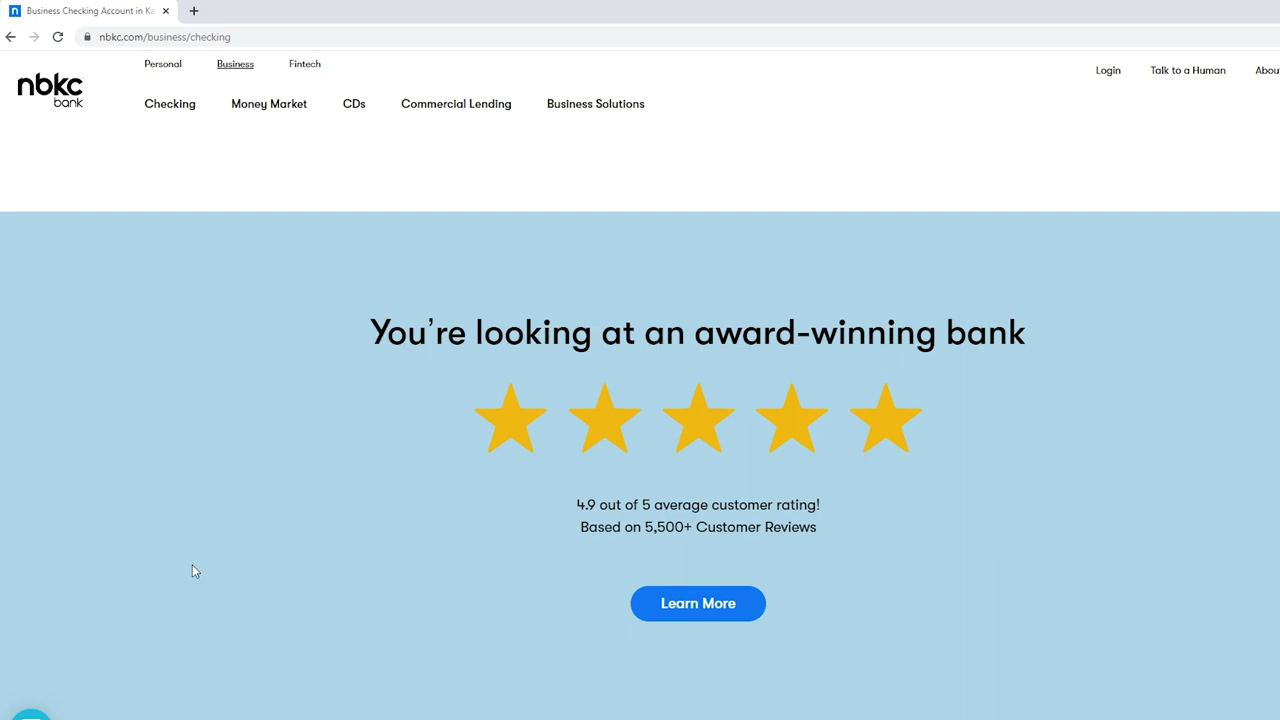 Business Checking Account in Ka
nbkc.com/business/checking
Personal Business Fintech
Login Talk to a Human Abou
nbkc
bank
Checking Money Market CDs Commercial Lending Business Solutions
You're looking at an award-winning bank
4.9 out of 5 average customer rating!
Based on 5,500+ Customer Reviews
Learn More